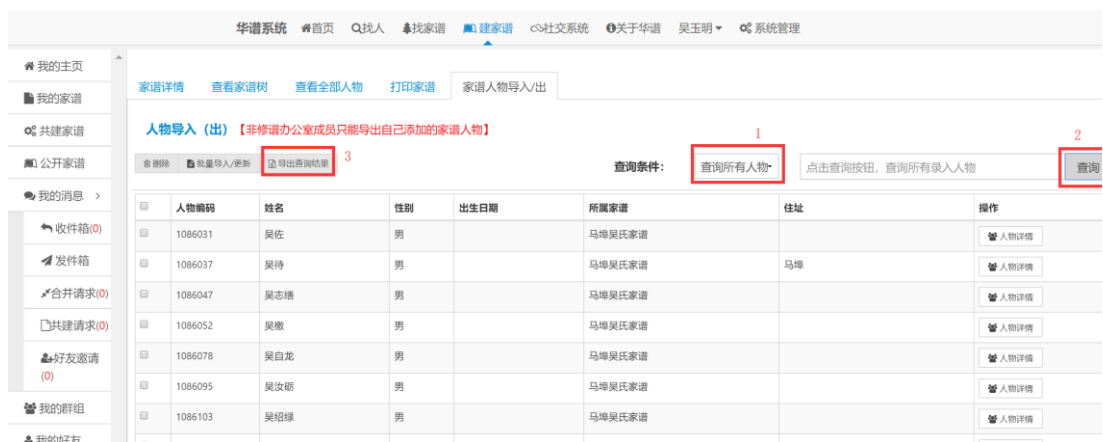 华谱系统 首页 找人 找家谱 建家谱 社交系统 关于华谱 吴玉明 系统管理
我的主页
我的家谱
共建家谱
公开家谱
我的消息 >
收件箱(0)
发件箱
合并请求(0)
共建请求(0)
好友邀请
(0)
我的群组
我的好友
家谱详情 查看家谱树 查看全部人物 打印家谱 家谱人物导入/出
人物导入（出）【非修谱办公室成员只能导出自己添加的家谱人物】
1
2
删除 批量导入/更新 导出查询结果 3 查询条件： 查询所有人物 点击查询按钮，查询所有录入人物 查询
人物编码 姓名 性别 出生日期 所属家谱 住址 操作
1086031 吴佐 男 马埠吴氏家谱 人物详情
1086037 吴待 男 马埠吴氏家谱 马埠 人物详情
1086047 吴志缙 男 马埠吴氏家谱 人物详情
1086052 吴檄 男 马埠吴氏家谱 人物详情
1086078 吴自龙 男 马埠吴氏家谱 人物详情
1086095 吴汝砺 男 马埠吴氏家谱 人物详情
1086103 吴绍绿 男 马埠吴氏家谱 人物详情